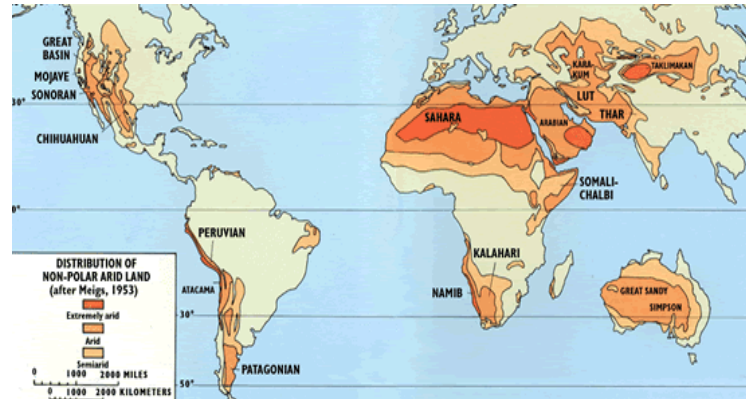 GREAT
BASIN
MOJAVE
SONORAN
CHIHUAHUAN
30°
SAHARA
ARABIAN
KARA-
KUM
TAKLIMAKAN
LUT
THAR
SOMALI-
CHALBI
0°
PERUVIAN
ATACAMA
KALAHARI
NAMIB
GREAT SANDY
SIMPSON
30°
PATAGONIAN
50°
DISTRIBUTION OF
NON-POLAR ARID LAND
(after Meigs, 1953)
Extremely arid
Arid
Semiarid
0 1000 2000 MILES
0 1000 2000 KILOMETERS